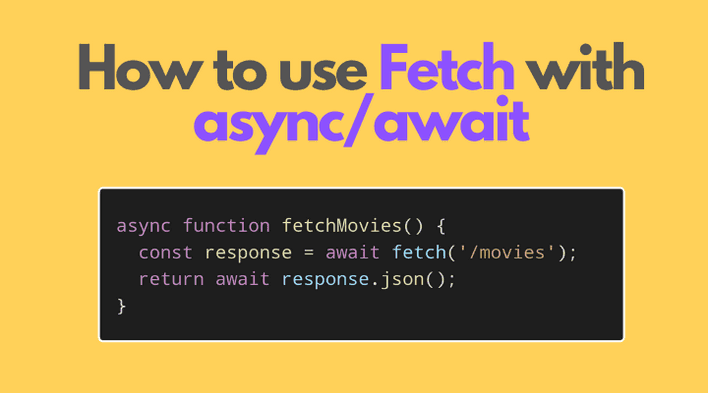 How to use Fetch with
async/await
async function fetchMovies() {
  const response = await fetch('/movies');
  return await response.json();
}